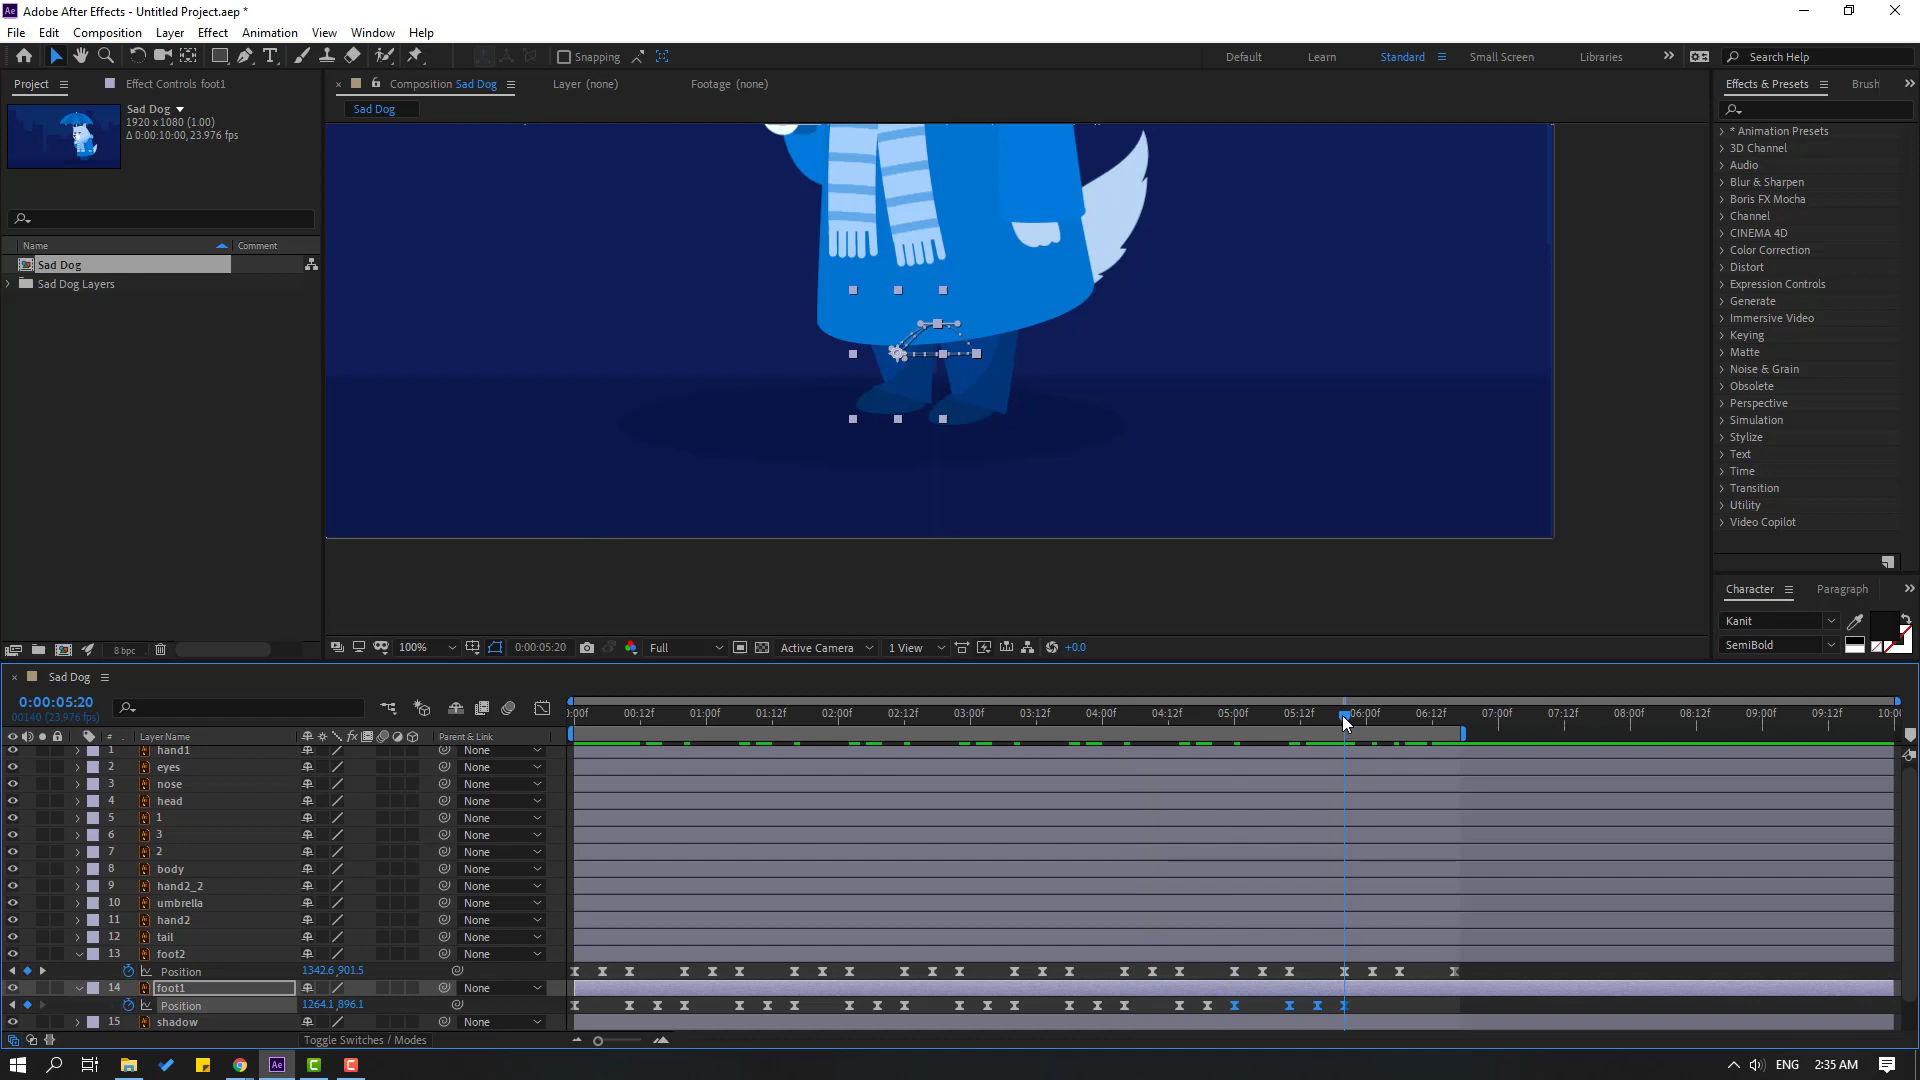 Adobe After Effects - Untitled Project.aep *
File Edit Composition Layer Effect Animation View Window Help
Snapping Default Learn Standard Small Screen Libraries Search Help
Project Effect Controls foot1
Composition Sad Dog Layer (none) Footage (none)
Effects & Presets Brush
Sad Dog
1920 x 1080 (1.00)
Δ 0:00:10:00, 23.976 fps
Sad Dog
Name Comment
Sad Dog
Sad Dog Layers
* Animation Presets
3D Channel
Audio
Blur & Sharpen
Boris FX Mocha
Channel
CINEMA 4D
Color Correction
Distort
Expression Controls
Generate
Immersive Video
Keying
Matte
Noise & Grain
Obsolete
Perspective
Simulation
Stylize
Text
Time
Transition
Utility
Video Copilot
Character Paragraph
Kanit
SemiBold
8 bpc
100% 0:00:05:20 Full Active Camera 1 View +0.0
Sad Dog
0:00:05:20
00140 (23.976 fps)
:00f 00:12f 01:00f 01:12f 02:00f 02:12f 03:00f 03:12f 04:00f 04:12f 05:00f 05:12f 06:00f 06:12f 07:00f 07:12f 08:00f 08:12f 09:00f 09:12f 10:0
# Layer Name fx Parent & Link
1 hand1 None
2 eyes None
3 nose None
4 head None
5 1 None
6 3 None
7 2 None
8 body None
9 hand2_2 None
10 umbrella None
11 hand2 None
12 tail None
13 foot2 None
Position 1342.6,901.5
14 foot1 None
Position 1264.1,896.1
15 shadow None
Toggle Switches / Modes
ENG 2:35 AM